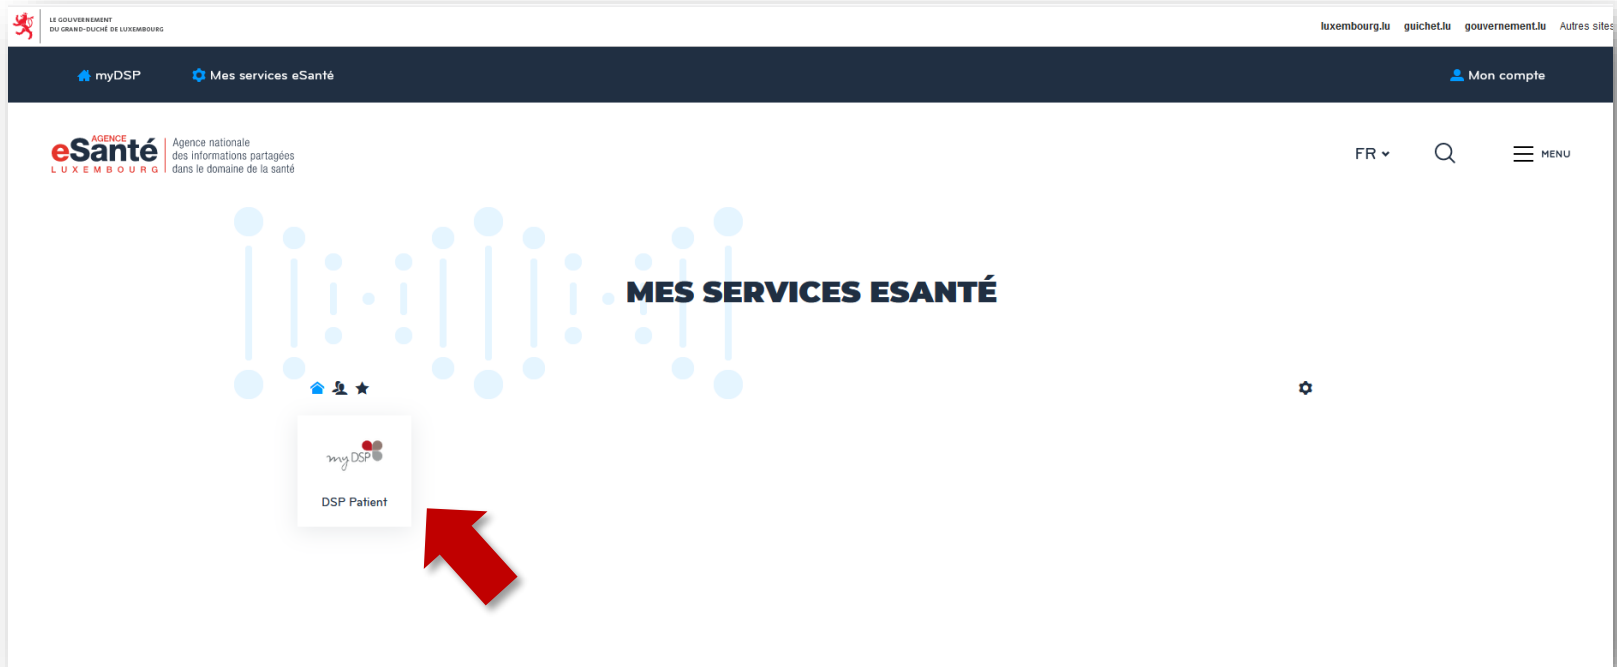 LE GOUVERNEMENT
DU GRAND-DUCHÉ DE LUXEMBOURG
luxembourg.lu guichet.lu gouvernement.lu Autres sites
myDSP Mes services eSanté Mon compte
AGENCE
eSanté
LUXEMBOURG
Agence nationale
des informations partagées
dans le domaine de la santé
FR MENU
MES SERVICES ESANTÉ
my DSP
DSP Patient